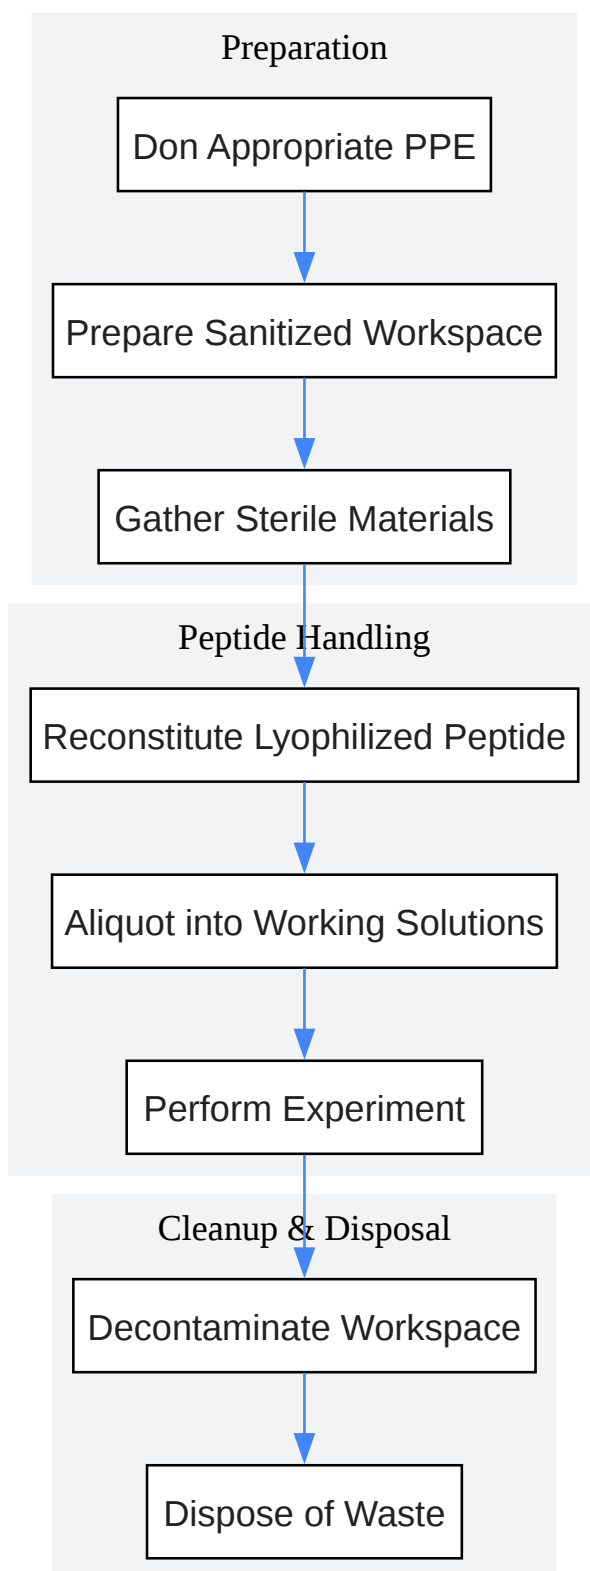 Preparation
Don Appropriate PPE
Prepare Sanitized Workspace
Gather Sterile Materials
Peptide Handling
Reconstitute Lyophilized Peptide
Aliquot into Working Solutions
Perform Experiment
Cleanup & Disposal
Decontaminate Workspace
Dispose of Waste